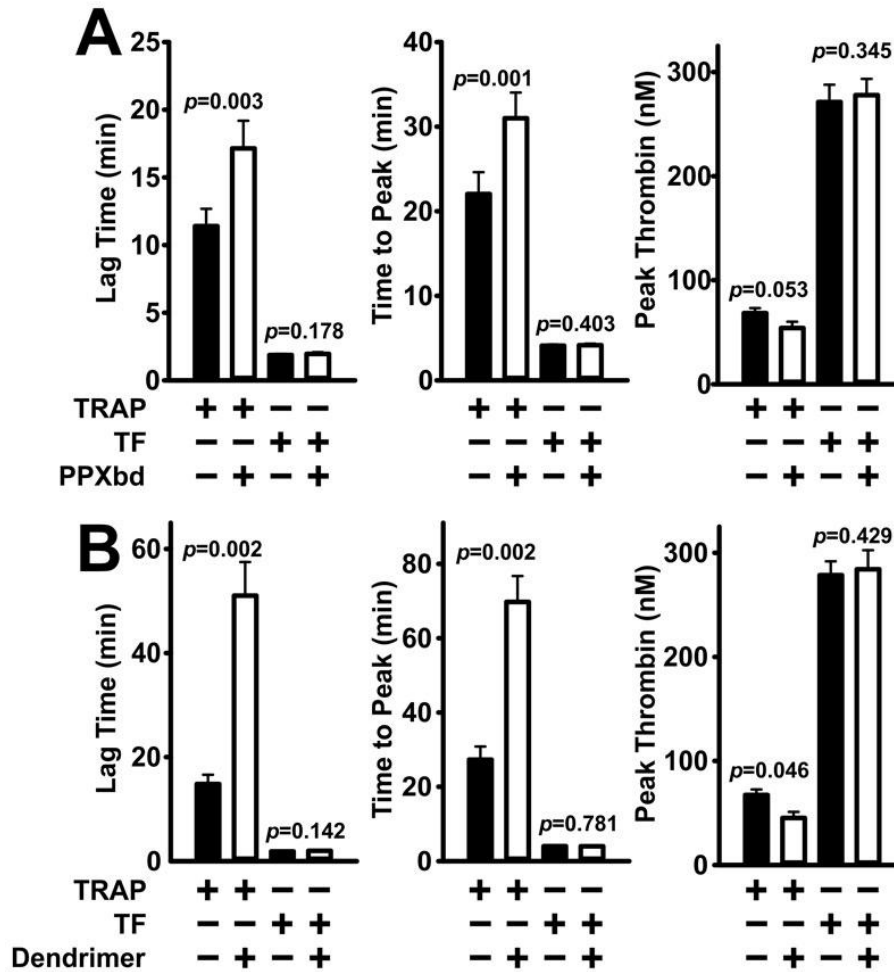 A
Lag Time (min)
25
20
15
10
5
0
p=0.003
p=0.178
Time to Peak (min)
40
30
20
10
0
p=0.001
p=0.403
Peak Thrombin (nM)
300
200
100
0
p=0.345
p=0.053
TRAP + + − − + + − − + + − −
TF − − + + − − + + − − + +
PPXbd − + − + − + − + − + − +
B
Lag Time (min)
60
40
20
0
p=0.002
p=0.142
Time to Peak (min)
80
60
40
20
0
p=0.002
p=0.781
Peak Thrombin (nM)
300
200
100
0
p=0.429
p=0.046
TRAP + + − − + + − − + + − −
TF − − + + − − + + − − + +
Dendrimer − + − + − + − + − + − +